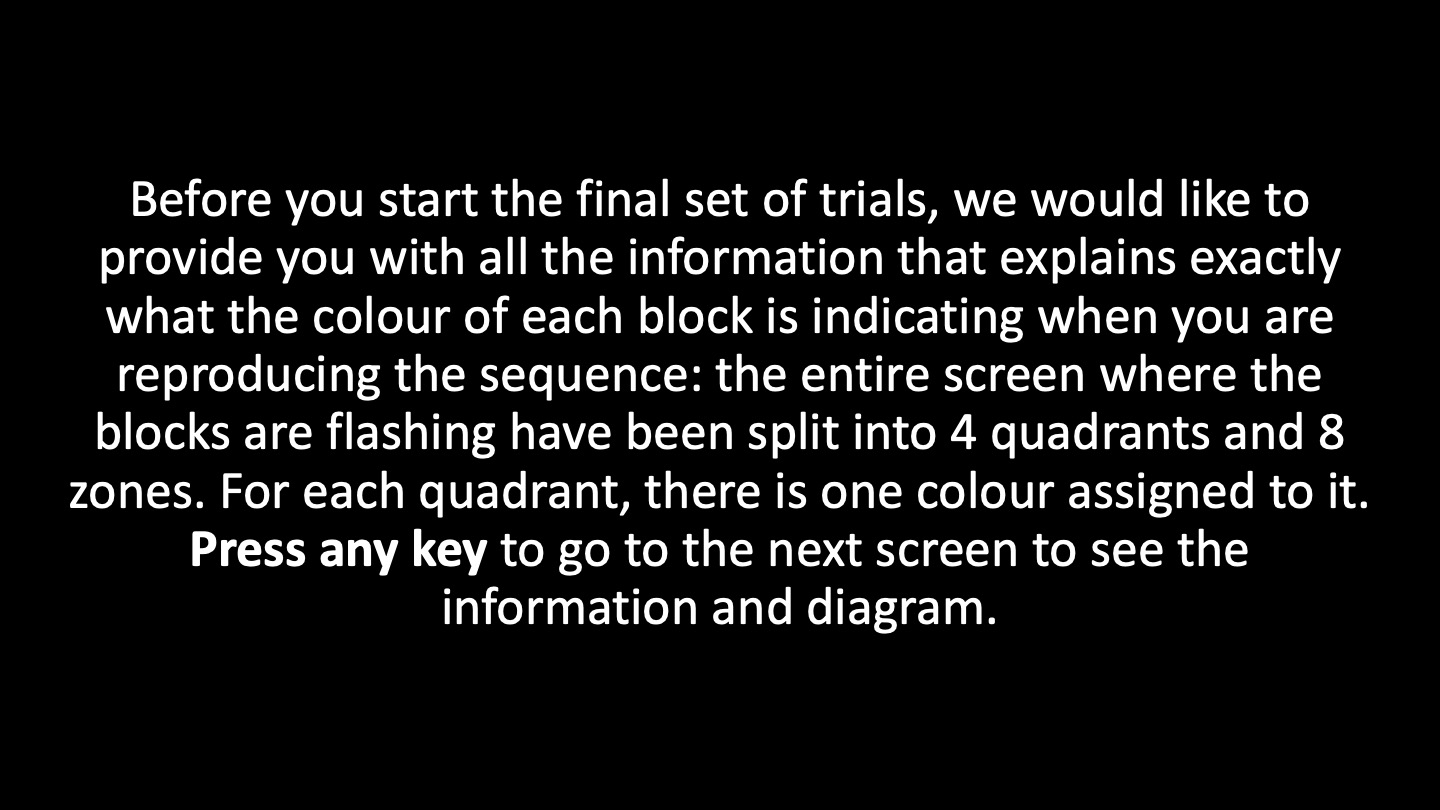 Before you start the final set of trials, we would like to
provide you with all the information that explains exactly
what the colour of each block is indicating when you are
reproducing the sequence: the entire screen where the
blocks are flashing have been split into 4 quadrants and 8
zones. For each quadrant, there is one colour assigned to it.
Press any key to go to the next screen to see the
information and diagram.